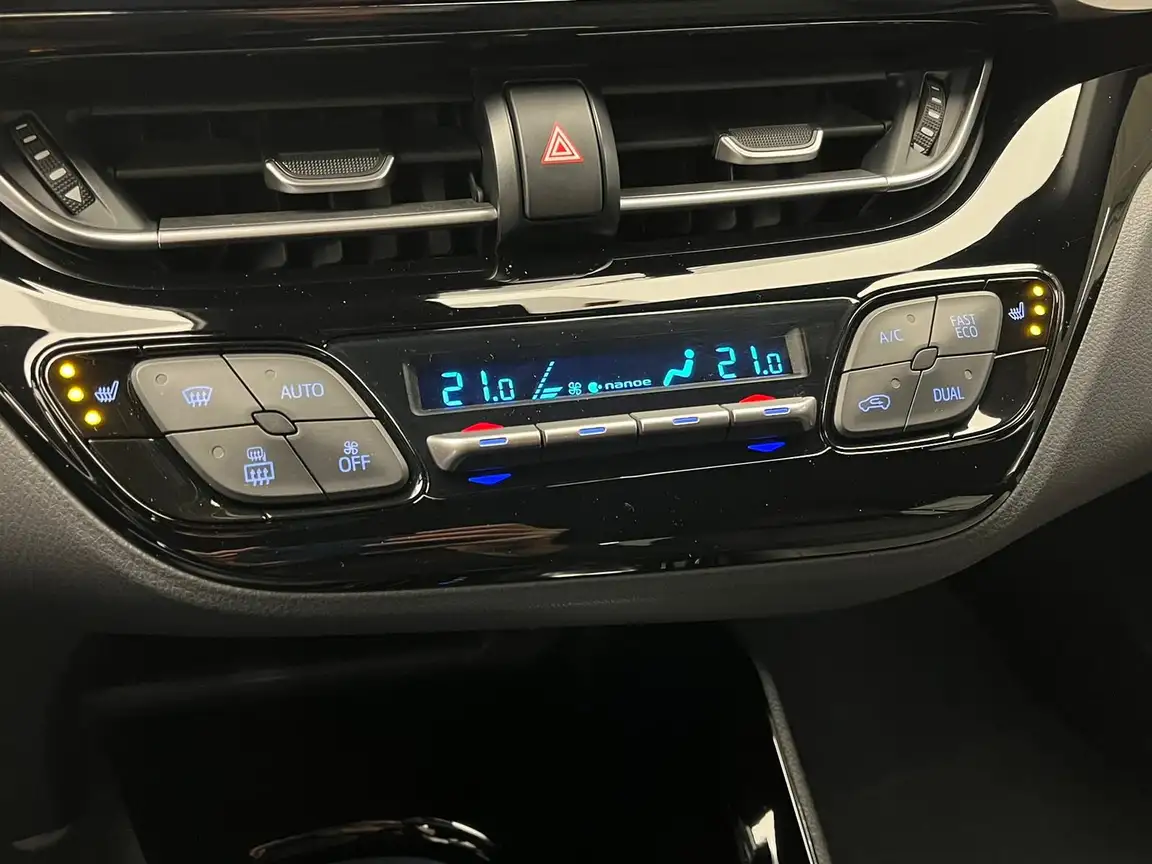 21.0
nanoe
21.0
AUTO
OFF
A/C
FAST
ECO
DUAL